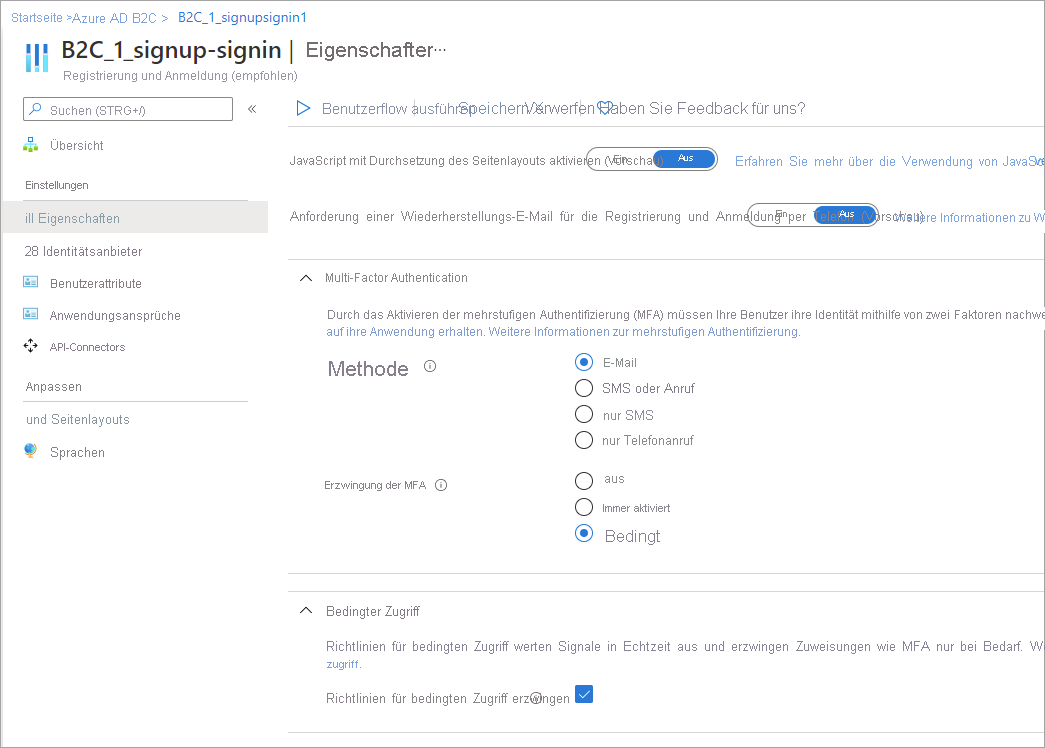 Startseite >Azure AD B2C > B2C_1_signupsignin1
B2C_1_signup-signin | Eigenschafter···
Registrierung und Anmeldung (empfohlen)
Suchen (STRG+/) «
Benutzerflow ausführen Speichern Verwerfen Haben Sie Feedback für uns?
Übersicht
JavaScript mit Durchsetzung des Seitenlayouts aktivieren (Vorschau) Ein Aus Erfahren Sie mehr über die Verwendung von JavaSc
Einstellungen
ill Eigenschaften
Anforderung einer Wiederherstellungs-E-Mail für die Registrierung und Anmeldung per Telefon (Vorschau) Ein Aus Weitere Informationen zu W
28 Identitätsanbieter
Benutzerattribute
Anwendungsansprüche
API-Connectors
Anpassen
und Seitenlayouts
Sprachen
Multi-Factor Authentication
Durch das Aktivieren der mehrstufigen Authentifizierung (MFA) müssen Ihre Benutzer ihre Identität mithilfe von zwei Faktoren nachwe
auf ihre Anwendung erhalten. Weitere Informationen zur mehrstufigen Authentifizierung.
Methode
E-Mail
SMS oder Anruf
nur SMS
nur Telefonanruf
Erzwingung der MFA
aus
Immer aktiviert
Bedingt
Bedingter Zugriff
Richtlinien für bedingten Zugriff werten Signale in Echtzeit aus und erzwingen Zuweisungen wie MFA nur bei Bedarf. W
zugriff.
Richtlinien für bedingten Zugriff erzwingen